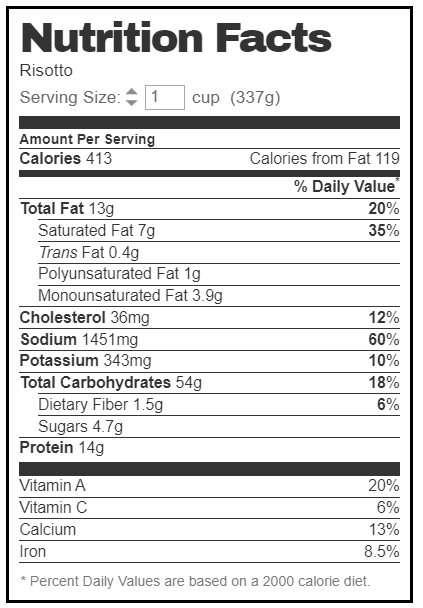 Nutrition Facts
Risotto
Serving Size: 1 cup (337g)
Amount Per Serving
Calories 413 Calories from Fat 119
% Daily Value*
Total Fat 13g 20%
Saturated Fat 7g 35%
Trans Fat 0.4g
Polyunsaturated Fat 1g
Monounsaturated Fat 3.9g
Cholesterol 36mg 12%
Sodium 1451mg 60%
Potassium 343mg 10%
Total Carbohydrates 54g 18%
Dietary Fiber 1.5g 6%
Sugars 4.7g
Protein 14g
Vitamin A 20%
Vitamin C 6%
Calcium 13%
Iron 8.5%
* Percent Daily Values are based on a 2000 calorie diet.